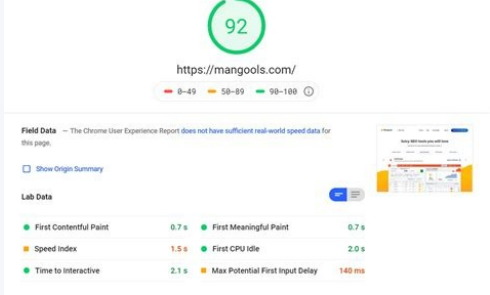 92
https://mangools.com/
0-49 50-89 90-100
Field Data — The Chrome User Experience Report does not have sufficient real-world speed data for
this page.
Show Origin Summary
Lab Data
First Contentful Paint 0.7 s First Meaningful Paint 0.7 s
Speed Index 1.5 s First CPU Idle 2.0 s
Time to Interactive 2.1 s Max Potential First Input Delay 140 ms